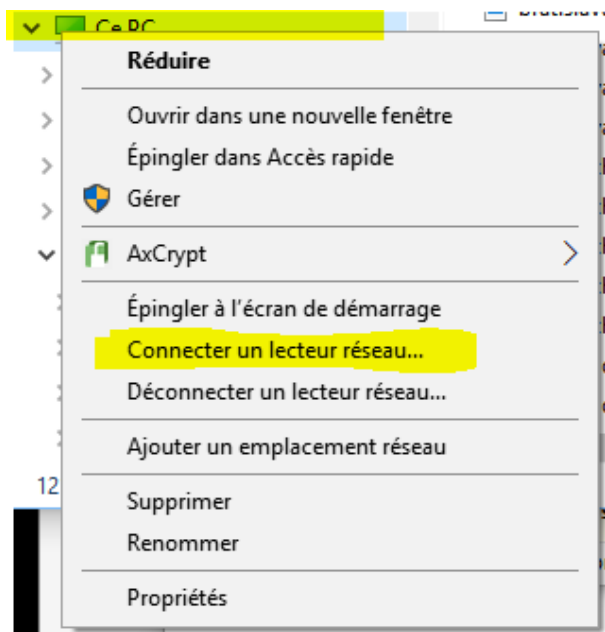 Ce PC
Réduire
Ouvrir dans une nouvelle fenêtre
Épingler dans Accès rapide
Gérer
AxCrypt
Épingler à l'écran de démarrage
Connecter un lecteur réseau...
Déconnecter un lecteur réseau...
Ajouter un emplacement réseau
12
Supprimer
Renommer
Propriétés